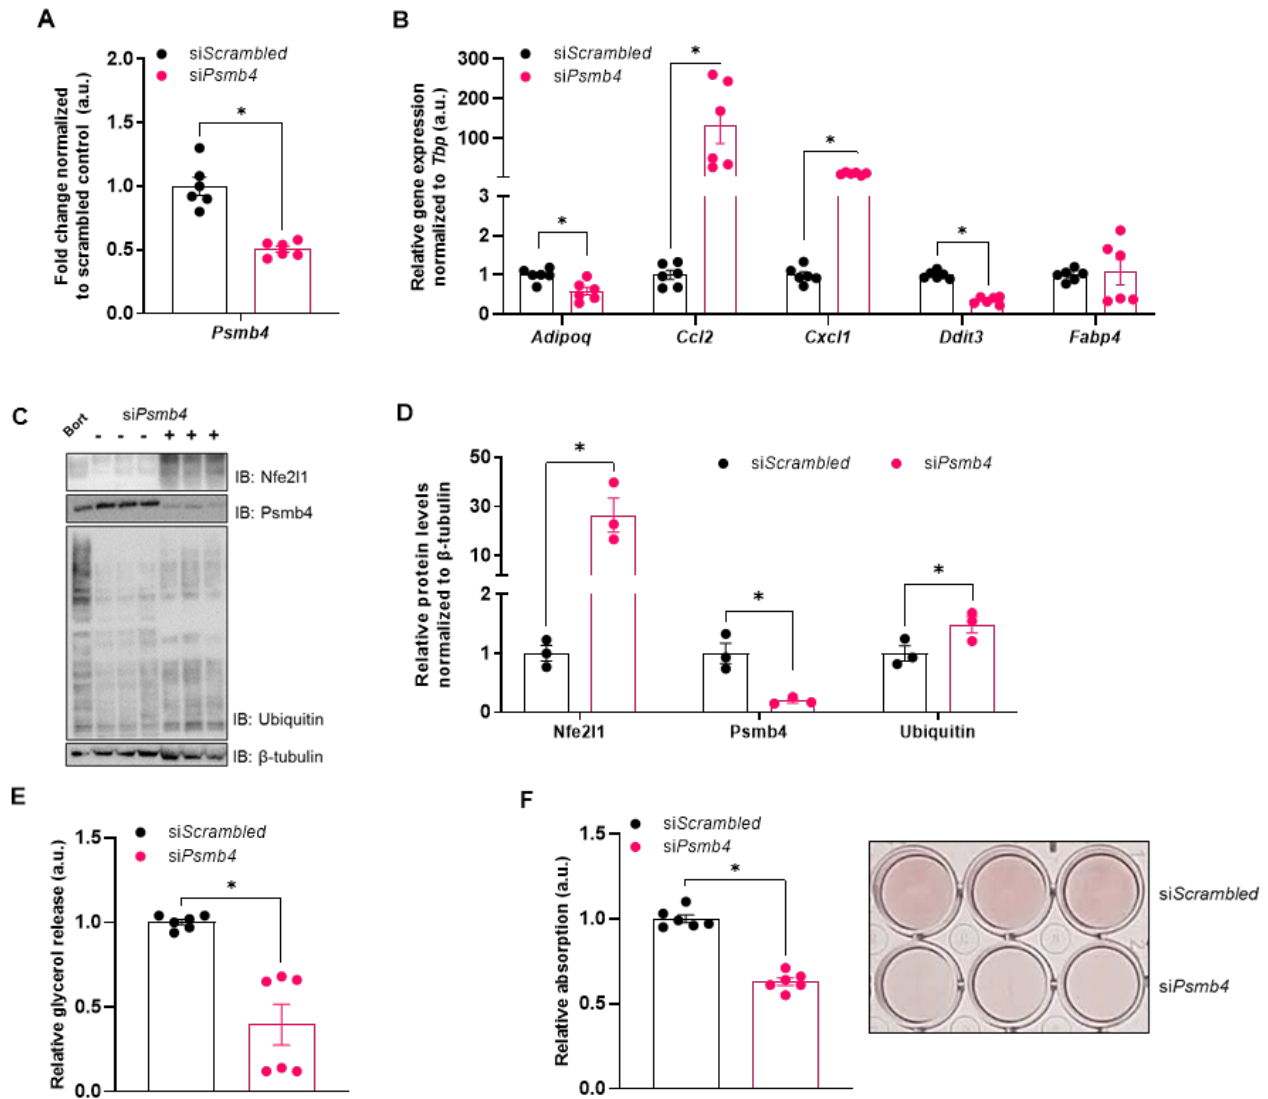 A
Fold change normalized
to scrambled control (a.u.)
2.0
1.5
1.0
0.5
0.0
siScrambled
siPsmb4
*
Psmb4
B
Relative gene expression
normalized to Tbp (a.u.)
300
200
100
3
2
1
0
siScrambled
siPsmb4
*
*
*
*
Adipoq
Ccl2
Cxcl1
Ddit3
Fabp4
C
siPsmb4
Bort - - - + + +
IB: Nfe2l1
IB: Psmb4
IB: Ubiquitin
IB: β-tubulin
D
Relative protein levels
normalized to β-tubulin
50
30
10
2
1
0
siScrambled
siPsmb4
*
*
*
Nfe2l1
Psmb4
Ubiquitin
E
Relative glycerol release (a.u.)
1.5
1.0
0.5
0.0
siScrambled
siPsmb4
*
F
Relative absorption (a.u.)
1.5
1.0
0.5
0.0
siScrambled
siPsmb4
*
siScrambled
siPsmb4